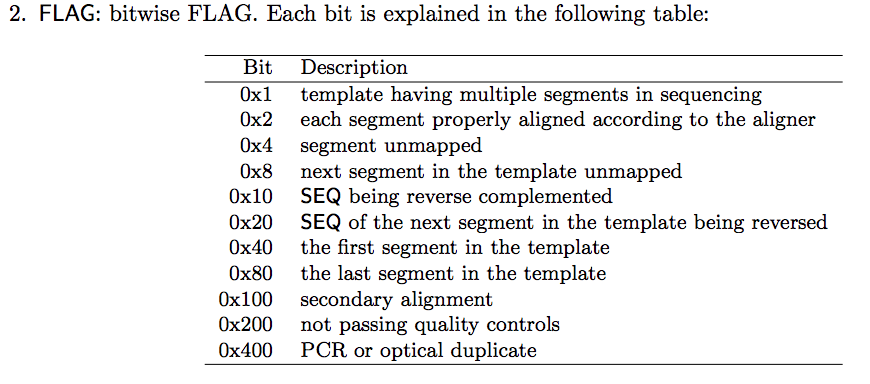 2. FLAG: bitwise FLAG. Each bit is explained in the following table:
Bit Description
0x1 template having multiple segments in sequencing
0x2 each segment properly aligned according to the aligner
0x4 segment unmapped
0x8 next segment in the template unmapped
0x10 SEQ being reverse complemented
0x20 SEQ of the next segment in the template being reversed
0x40 the first segment in the template
0x80 the last segment in the template
0x100 secondary alignment
0x200 not passing quality controls
0x400 PCR or optical duplicate